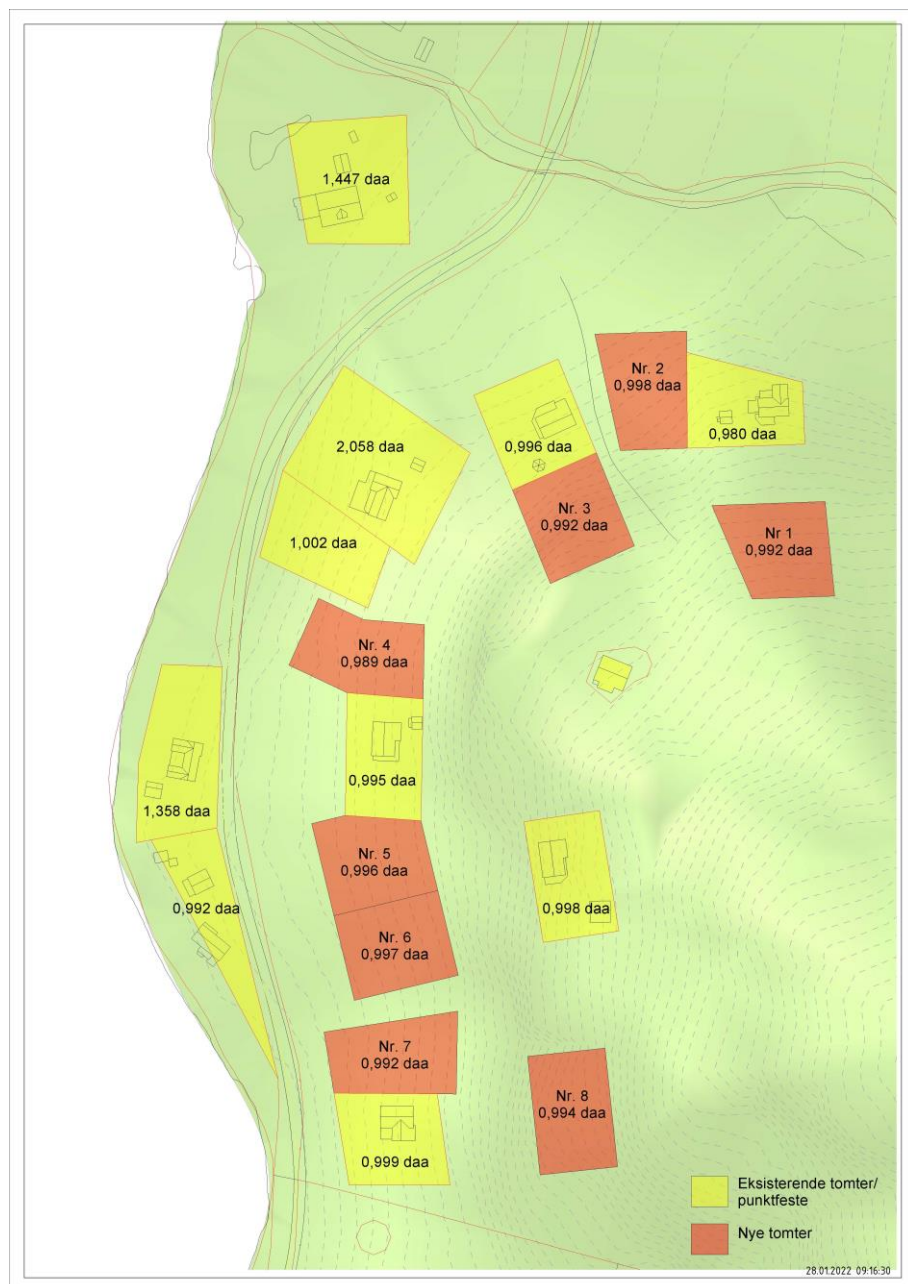 1,447 daa
Nr. 2
0,998 daa
0,980 daa
2,058 daa
0,996 daa
Nr. 3
0,992 daa
Nr 1
0,992 daa
1,002 daa
Nr. 4
0,989 daa
0,995 daa
1,358 daa
Nr. 5
0,996 daa
0,992 daa
0,998 daa
Nr. 6
0,997 daa
Nr. 7
0,992 daa
Nr. 8
0,994 daa
0,999 daa
Eksisterende tomter/
punktfeste
Nye tomter
28.01.2022 09:16:30